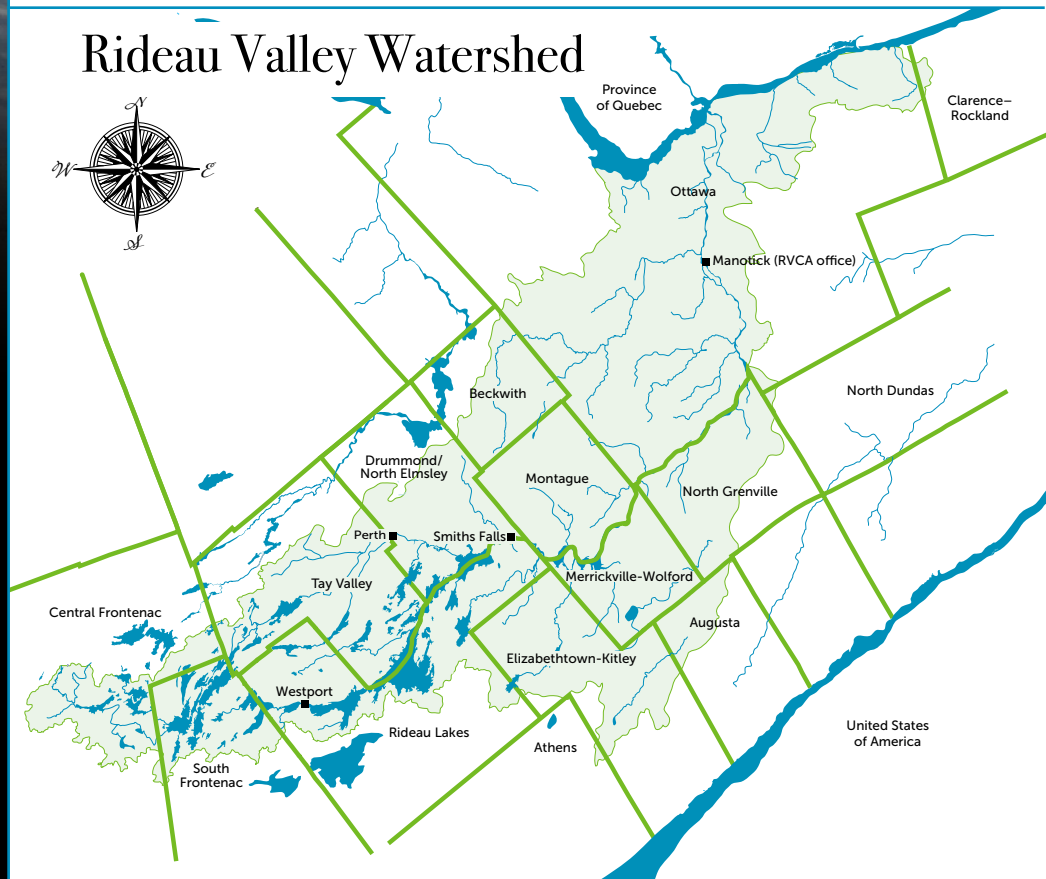 Rideau Valley Watershed
N
W
E
S
Province
of Quebec
Clarence–
Rockland
Ottawa
Manotick (RVCA office)
Beckwith
North Dundas
Drummond/
North Elmsley
Montague
North Grenville
Perth
Smiths Falls
Tay Valley
Merrickville-Wolford
Central Frontenac
Augusta
Elizabethtown-Kitley
Westport
Rideau Lakes
Athens
United States
of America
South
Frontenac